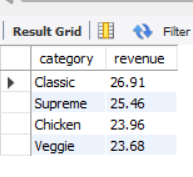 Result Grid Filter
category revenue
Classic 26.91
Supreme 25.46
Chicken 23.96
Veggie 23.68